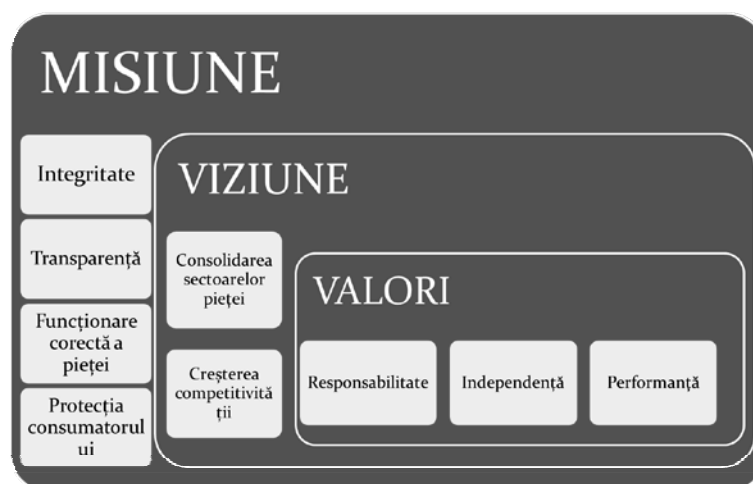 MISIUNE
Integritate
Transparență
Funcționare
corectă a
pieței
Protecția
consumatorul
ui
VIZIUNE
Consolidarea
sectoarelor
pieței
Creșterea
competitivită
ții
VALORI
Responsabilitate
Independență
Performanță